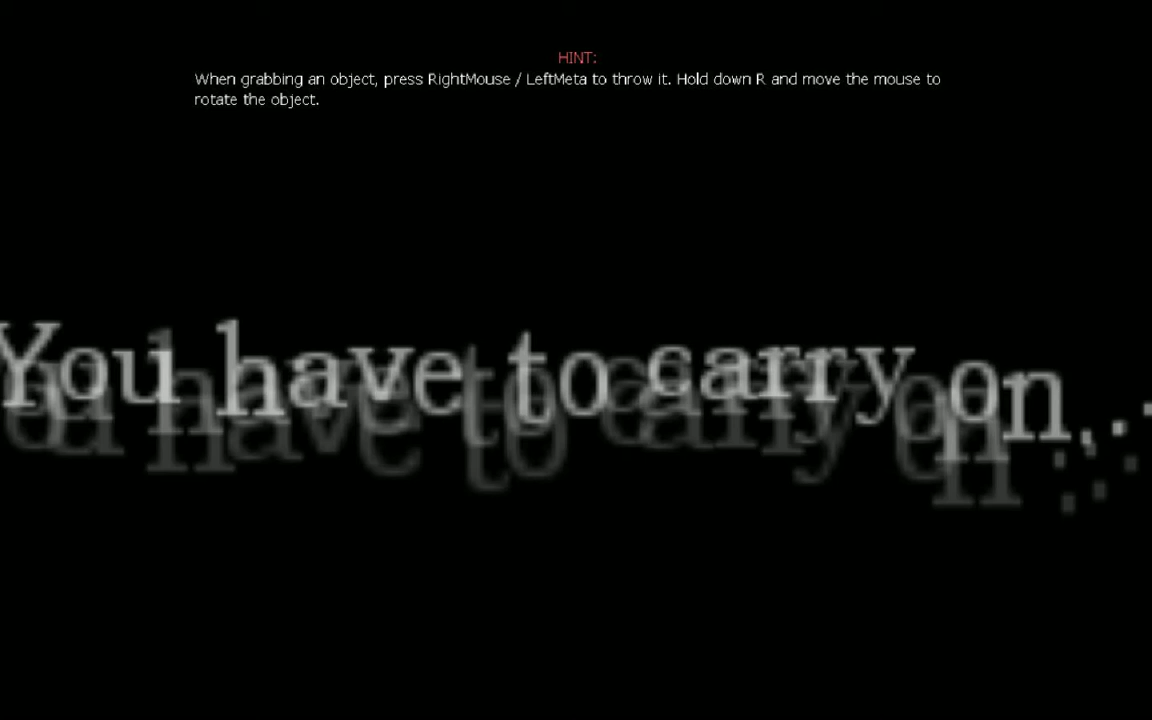 HINT:
When grabbing an object, press RightMouse / LeftMeta to throw it. Hold down R and move the mouse to
rotate the object.
You have to carry on...